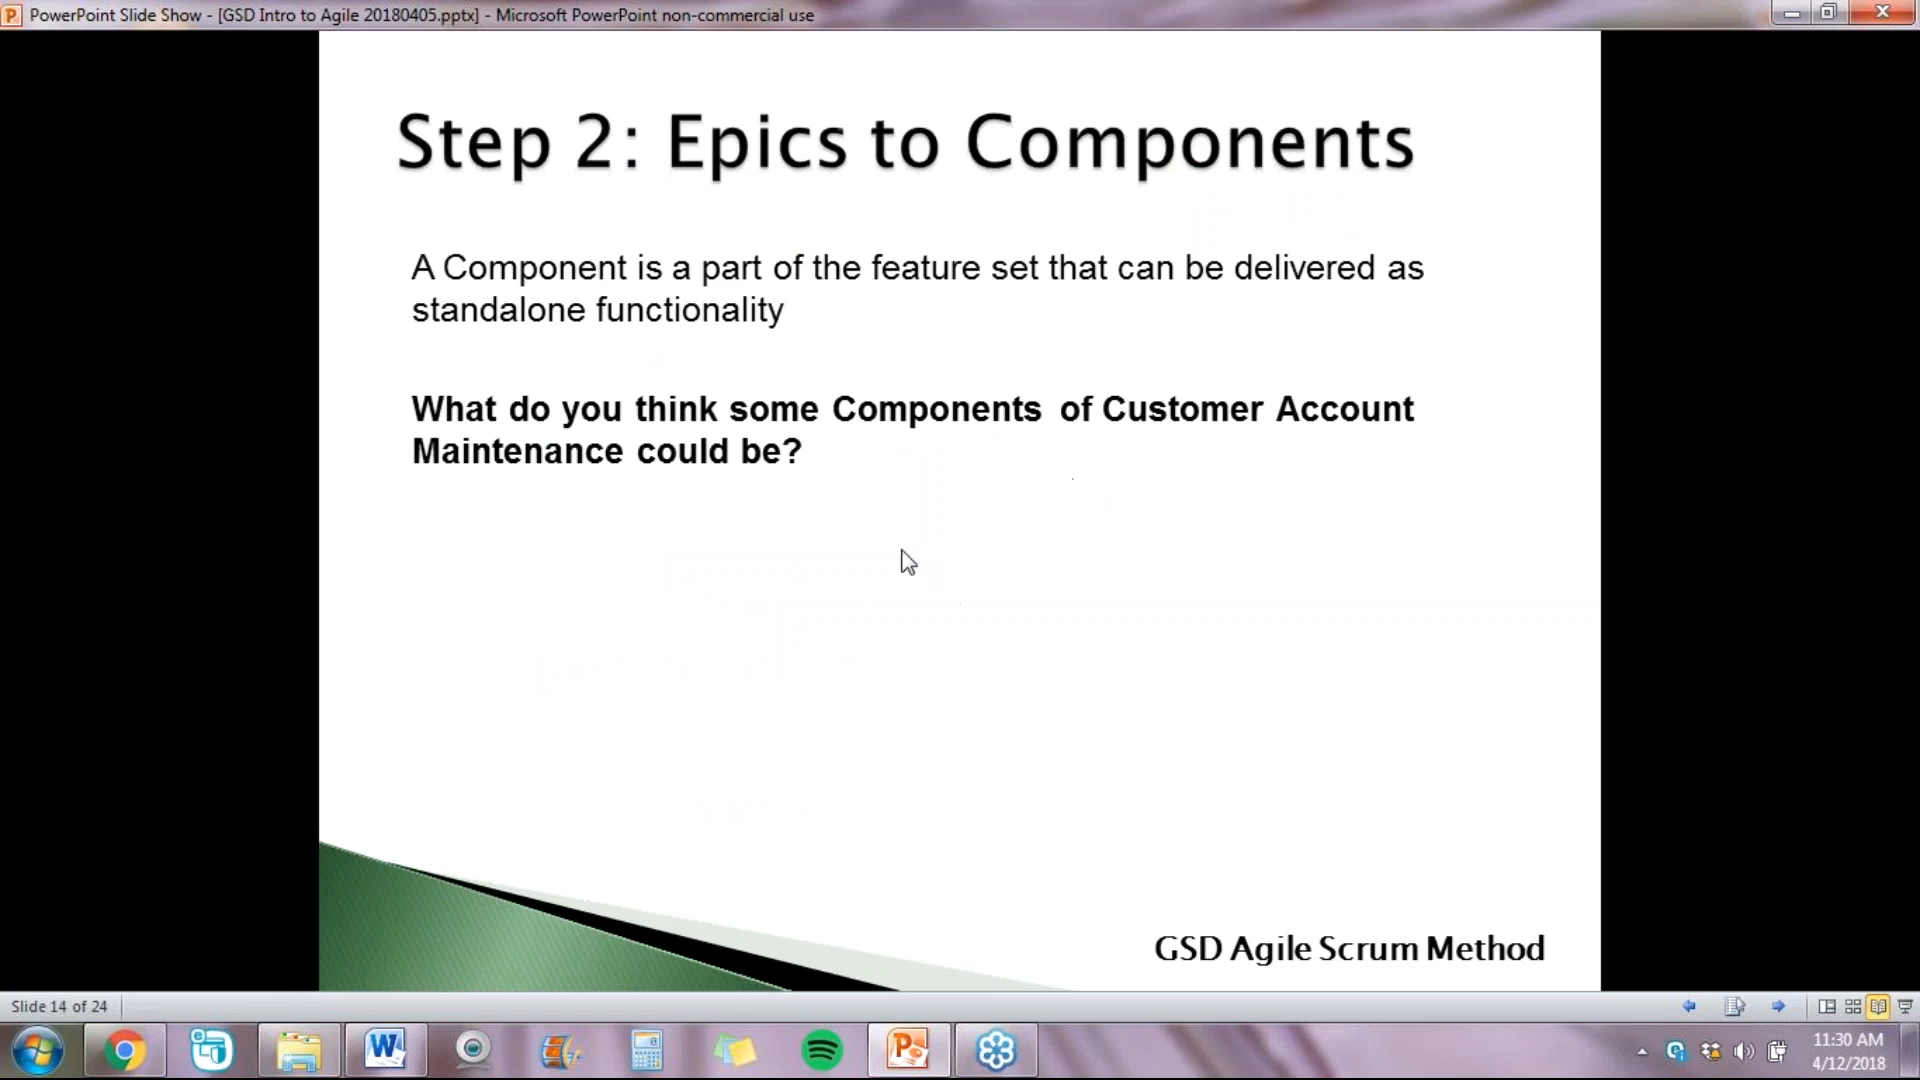 PowerPoint Slide Show - [GSD Intro to Agile 20180405.pptx] - Microsoft PowerPoint non-commercial use
Step 2: Epics to Components
A Component is a part of the feature set that can be delivered as
standalone functionality
What do you think some Components of Customer Account
Maintenance could be?
GSD Agile Scrum Method
Slide 14 of 24
11:30 AM
4/12/2018